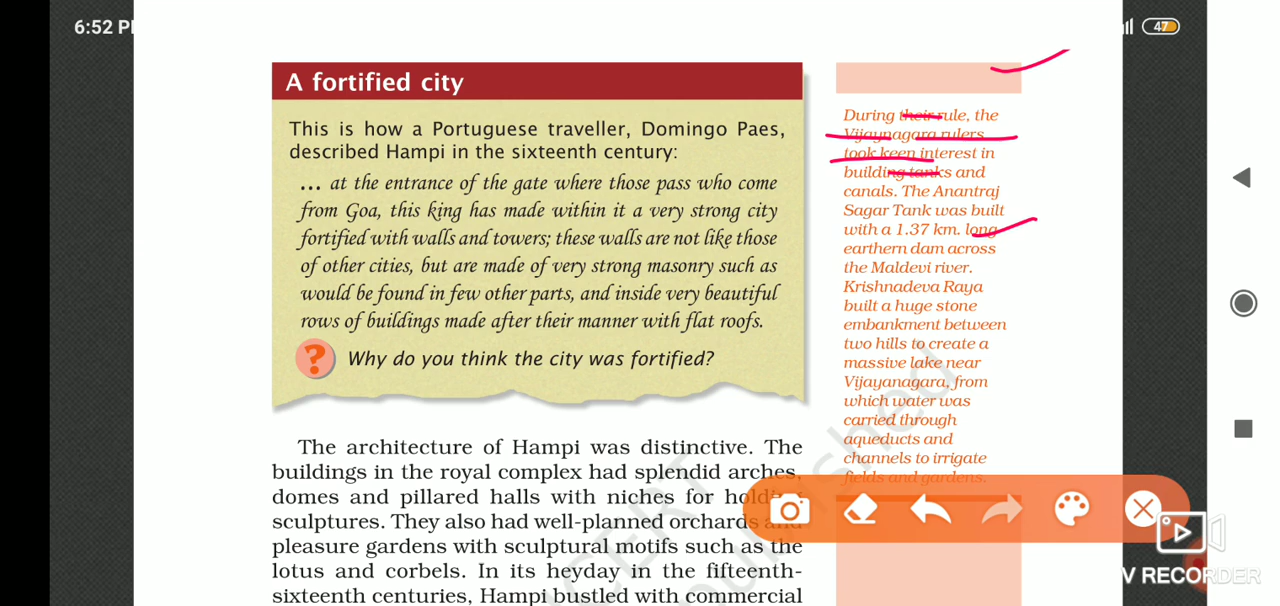 6:52 P
47
A fortified city
This is how a Portuguese traveller, Domingo Paes,
described Hampi in the sixteenth century:
... at the entrance of the gate where those pass who come
from Goa, this king has made within it a very strong city
fortified with walls and towers; these walls are not like those
of other cities, but are made of very strong masonry such as
would be found in few other parts, and inside very beautiful
rows of buildings made after their manner with flat roofs.
? Why do you think the city was fortified?
The architecture of Hampi was distinctive. The
buildings in the royal complex had splendid arches,
domes and pillared halls with niches for holding
sculptures. They also had well-planned orchards and
pleasure gardens with sculptural motifs such as the
lotus and corbels. In its heyday in the fifteenth-
sixteenth centuries, Hampi bustled with commercial
During their rule, the
Vijaynagara rulers
took keen interest in
building tanks and
canals. The Anantraj
Sagar Tank was built
with a 1.37 km. long
earthern dam across
the Maldevi river.
Krishnadeva Raya
built a huge stone
embankment between
two hills to create a
massive lake near
Vijayanagara, from
which water was
carried through
aqueducts and
channels to irrigate
fields and gardens.
V RECORDER
NCERT